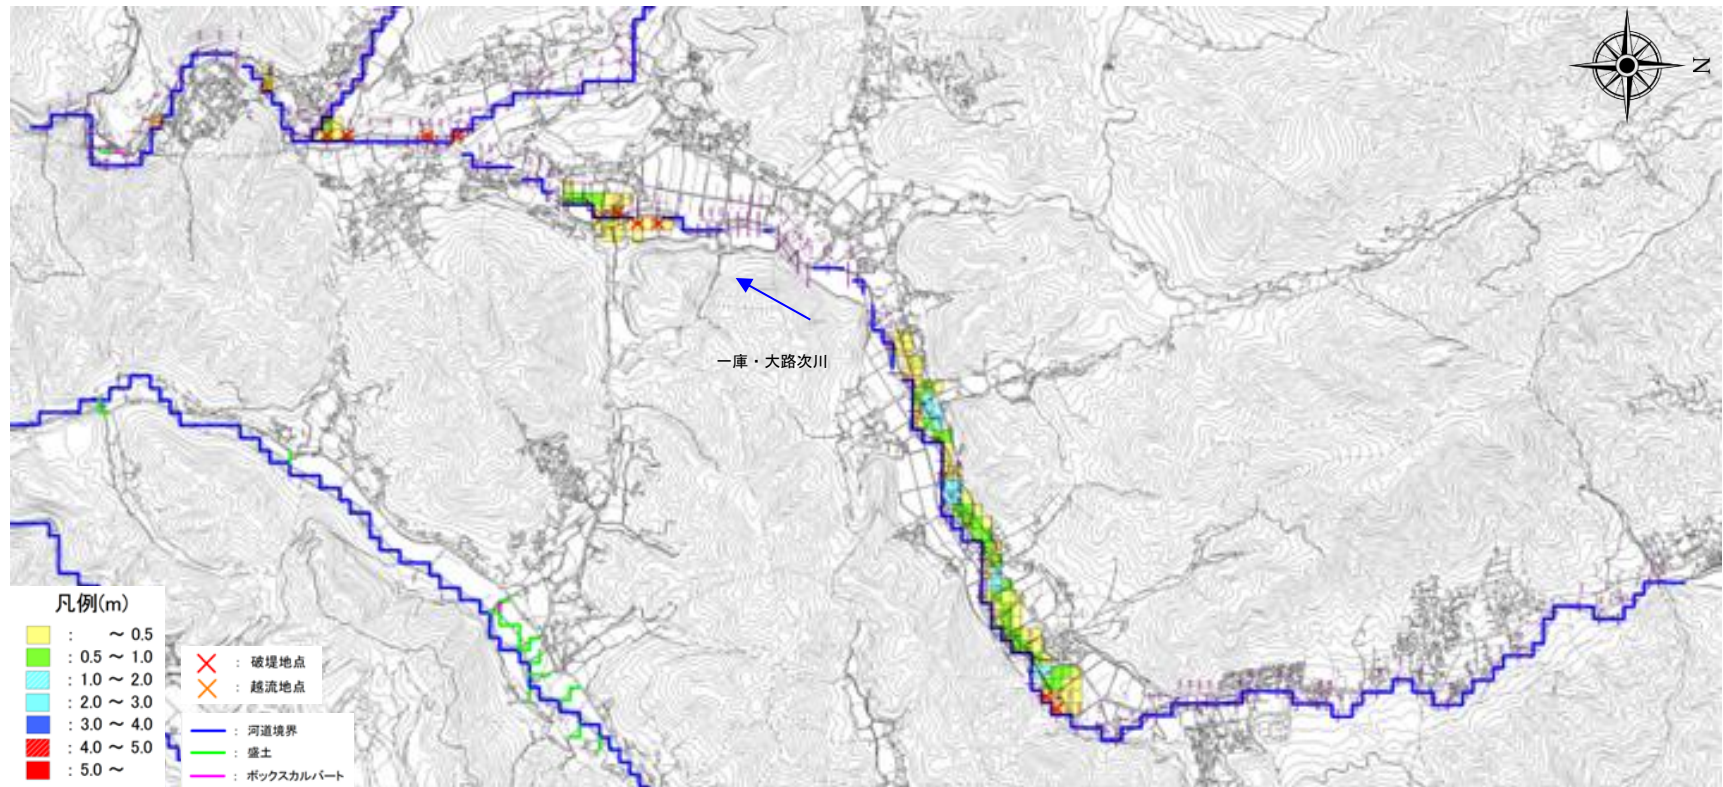 N
一庫・大路次川
凡例(m)
: ～ 0.5
: 0.5 ～ 1.0
: 1.0 ～ 2.0
: 2.0 ～ 3.0
: 3.0 ～ 4.0
: 4.0 ～ 5.0
: 5.0 ～
: 破堤地点
: 越流地点
: 河道境界
: 盛土
: ボックスカルバート